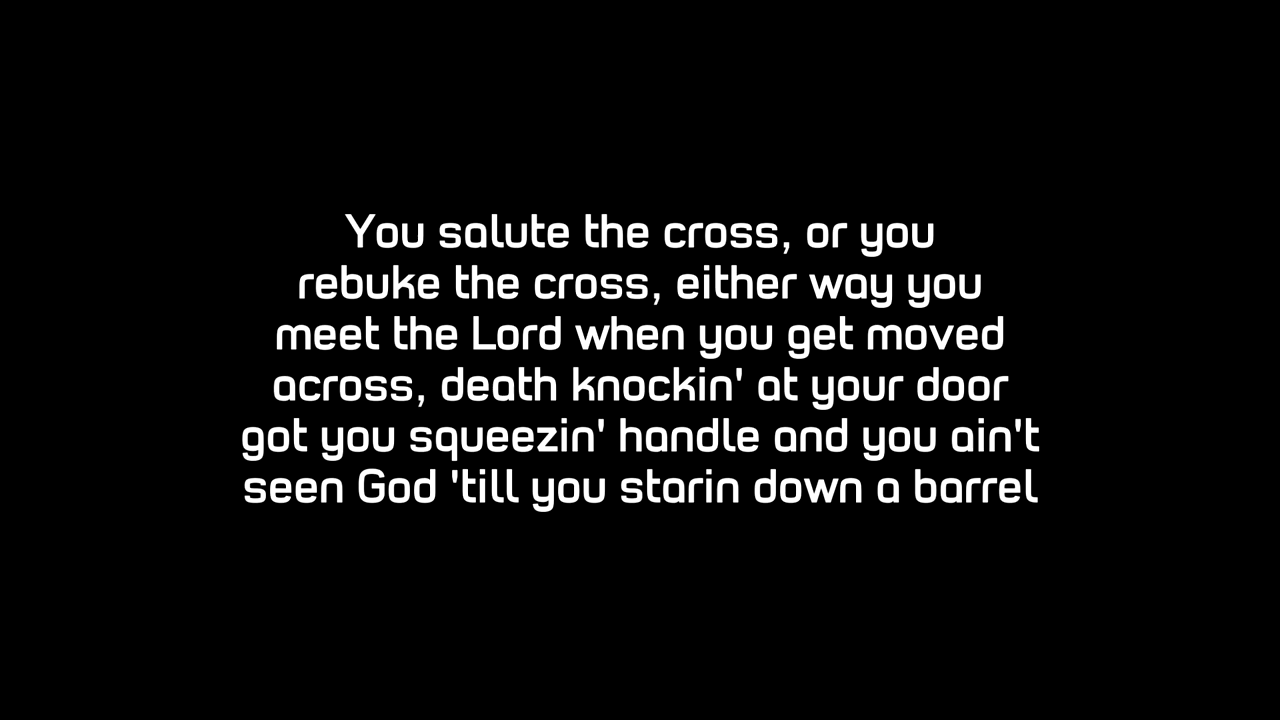 You salute the cross, or you
rebuke the cross, either way you
meet the Lord when you get moved
across, death knockin' at your door
got you squeezin' handle and you ain't
seen God 'till you starin down a barrel